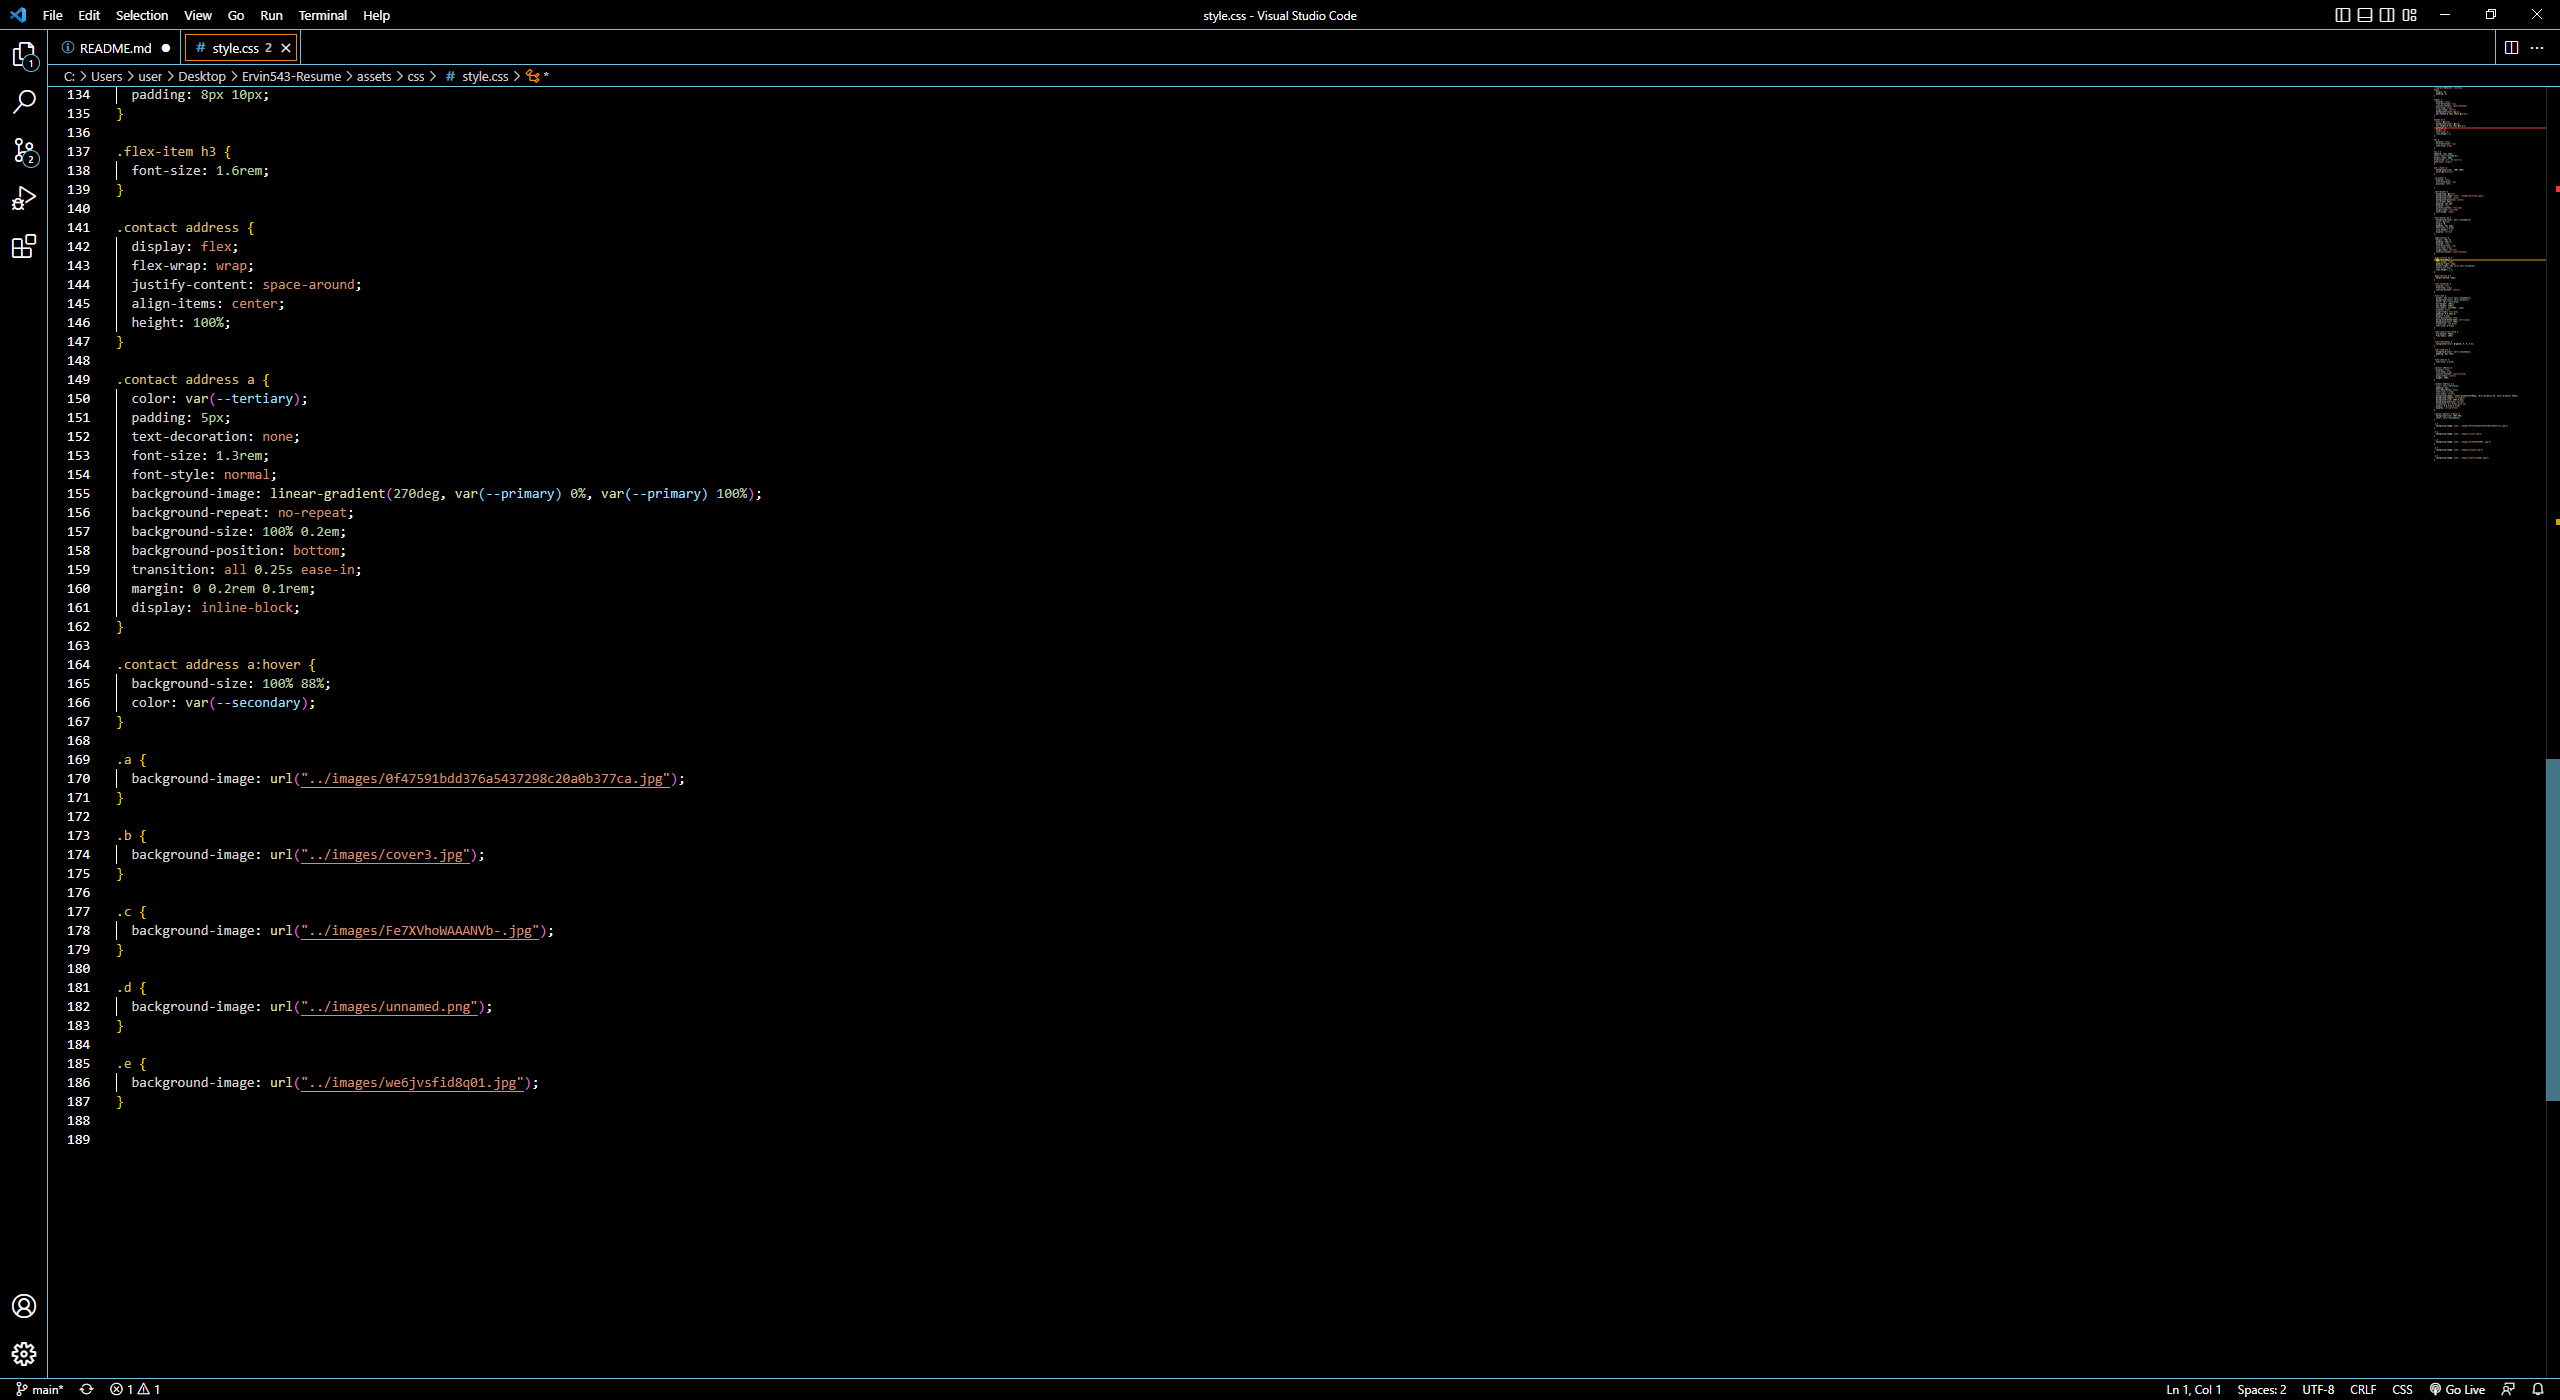 File Edit Selection View Go Run Terminal Help
style.css - Visual Studio Code
README.md
# style.css 2
C: > Users > user > Desktop > Ervin543-Resume > assets > css > # style.css > *
1
2
134 padding: 8px 10px;
135 }
136
137 .flex-item h3 {
138 font-size: 1.6rem;
139 }
140
141 .contact address {
142 display: flex;
143 flex-wrap: wrap;
144 justify-content: space-around;
145 align-items: center;
146 height: 100%;
147 }
148
149 .contact address a {
150 color: var(--tertiary);
151 padding: 5px;
152 text-decoration: none;
153 font-size: 1.3rem;
154 font-style: normal;
155 background-image: linear-gradient(270deg, var(--primary) 0%, var(--primary) 100%);
156 background-repeat: no-repeat;
157 background-size: 100% 0.2em;
158 background-position: bottom;
159 transition: all 0.25s ease-in;
160 margin: 0 0.2rem 0.1rem;
161 display: inline-block;
162 }
163
164 .contact address a:hover {
165 background-size: 100% 88%;
166 color: var(--secondary);
167 }
168
169 .a {
170 background-image: url("../images/0f47591bdd376a5437298c20a0b377ca.jpg");
171 }
172
173 .b {
174 background-image: url("../images/cover3.jpg");
175 }
176
177 .c {
178 background-image: url("../images/Fe7XVhoWAAANVb-.jpg");
179 }
180
181 .d {
182 background-image: url("../images/unnamed.png");
183 }
184
185 .e {
186 background-image: url("../images/we6jvsfid8q01.jpg");
187 }
188
189
main* 1 1
Ln 1, Col 1 Spaces: 2 UTF-8 CRLF CSS Go Live